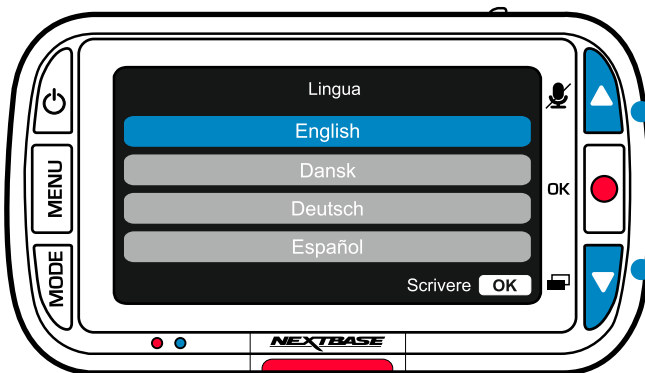 Lingua
English
Dansk
Deutsch
Español
Scrivere OK
MENU
MODE
OK
NEXTBASE